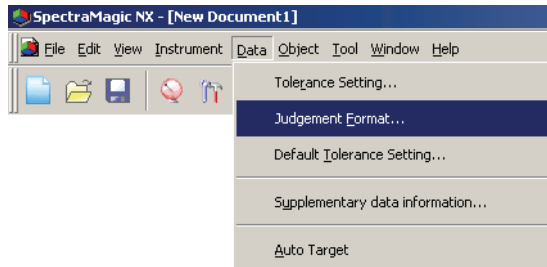 SpectraMagic NX - [New Document1]
File Edit View Instrument Data Object Tool Window Help
Tolerance Setting...
Judgement Format...
Default Tolerance Setting...
Supplementary data information...
Auto Target